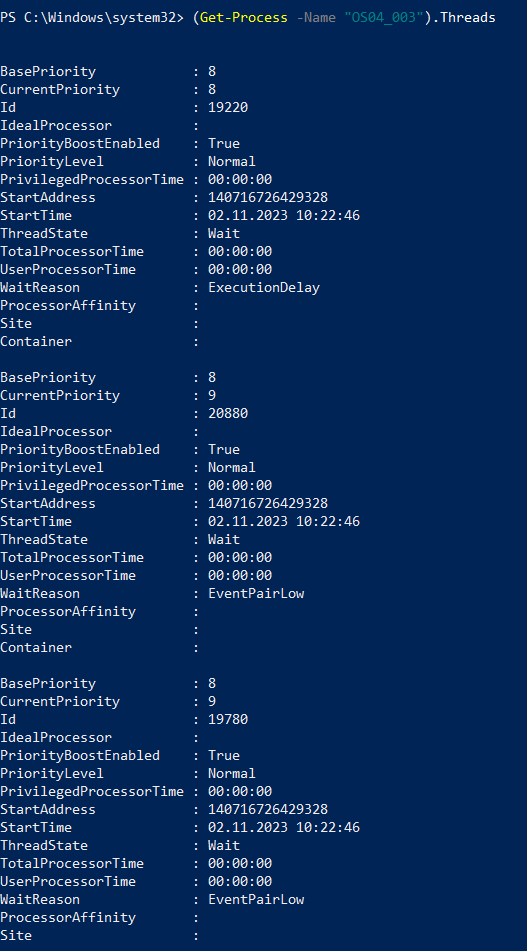 PS C:\Windows\system32> (Get-Process -Name "OS04_003").Threads
BasePriority : 8
CurrentPriority : 8
Id : 19220
IdealProcessor :
PriorityBoostEnabled : True
PriorityLevel : Normal
PrivilegedProcessorTime : 00:00:00
StartAddress : 140716726429328
StartTime : 02.11.2023 10:22:46
ThreadState : Wait
TotalProcessorTime : 00:00:00
UserProcessorTime : 00:00:00
WaitReason : ExecutionDelay
ProcessorAffinity :
Site :
Container :
BasePriority : 8
CurrentPriority : 9
Id : 20880
IdealProcessor :
PriorityBoostEnabled : True
PriorityLevel : Normal
PrivilegedProcessorTime : 00:00:00
StartAddress : 140716726429328
StartTime : 02.11.2023 10:22:46
ThreadState : Wait
TotalProcessorTime : 00:00:00
UserProcessorTime : 00:00:00
WaitReason : EventPairLow
ProcessorAffinity :
Site :
Container :
BasePriority : 8
CurrentPriority : 9
Id : 19780
IdealProcessor :
PriorityBoostEnabled : True
PriorityLevel : Normal
PrivilegedProcessorTime : 00:00:00
StartAddress : 140716726429328
StartTime : 02.11.2023 10:22:46
ThreadState : Wait
TotalProcessorTime : 00:00:00
UserProcessorTime : 00:00:00
WaitReason : EventPairLow
ProcessorAffinity :
Site :